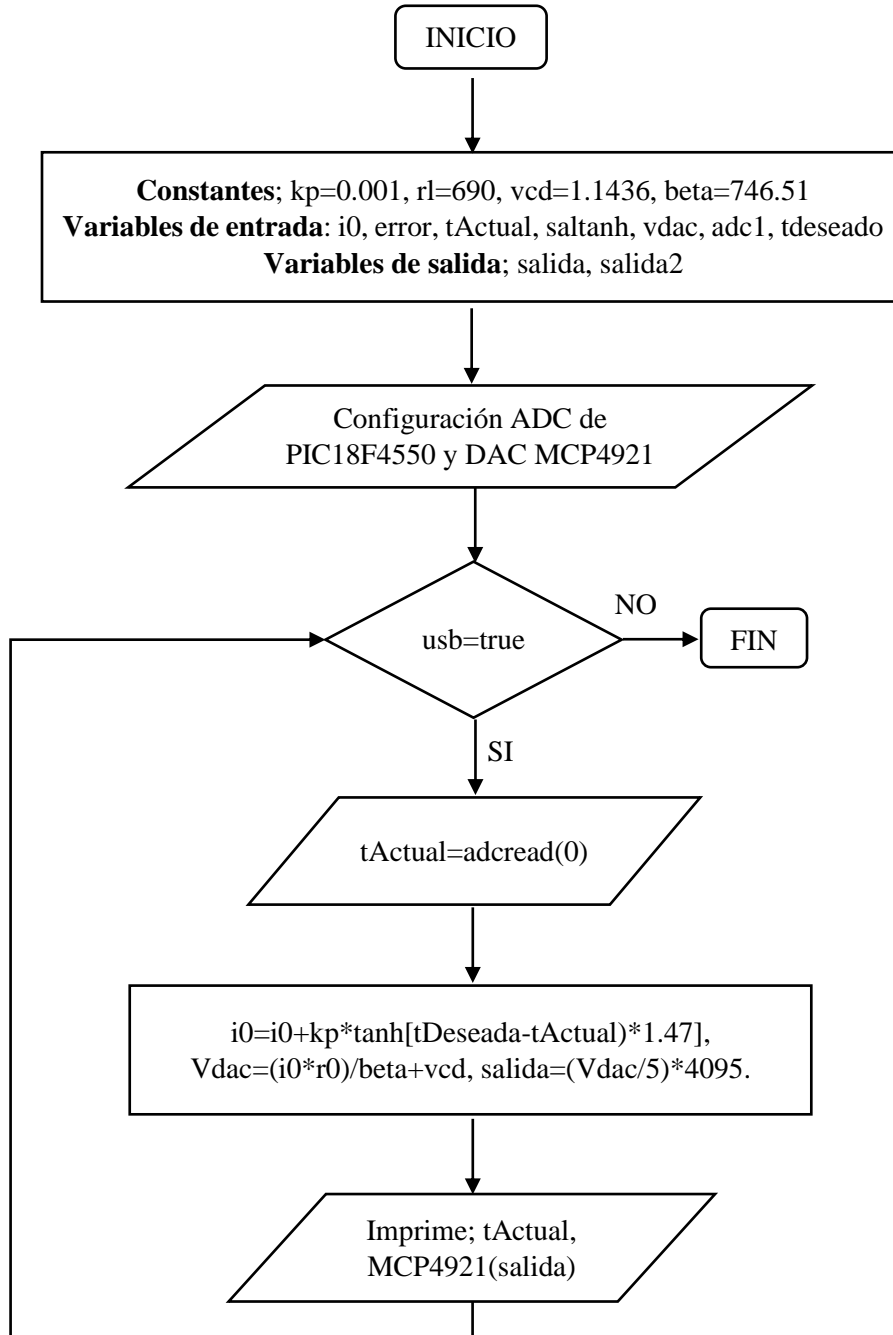 INICIO
Constantes; kp=0.001, rl=690, vcd=1.1436, beta=746.51
Variables de entrada: i0, error, tActual, saltanh, vdac, adc1, tdeseado
Variables de salida; salida, salida2
Configuración ADC de
PIC18F4550 y DAC MCP4921
usb=true
NO
FIN
SI
tActual=adcread(0)
i0=i0+kp*tanh[tDeseada-tActual)*1.47],
Vdac=(i0*r0)/beta+vcd, salida=(Vdac/5)*4095.
Imprime; tActual,
MCP4921(salida)